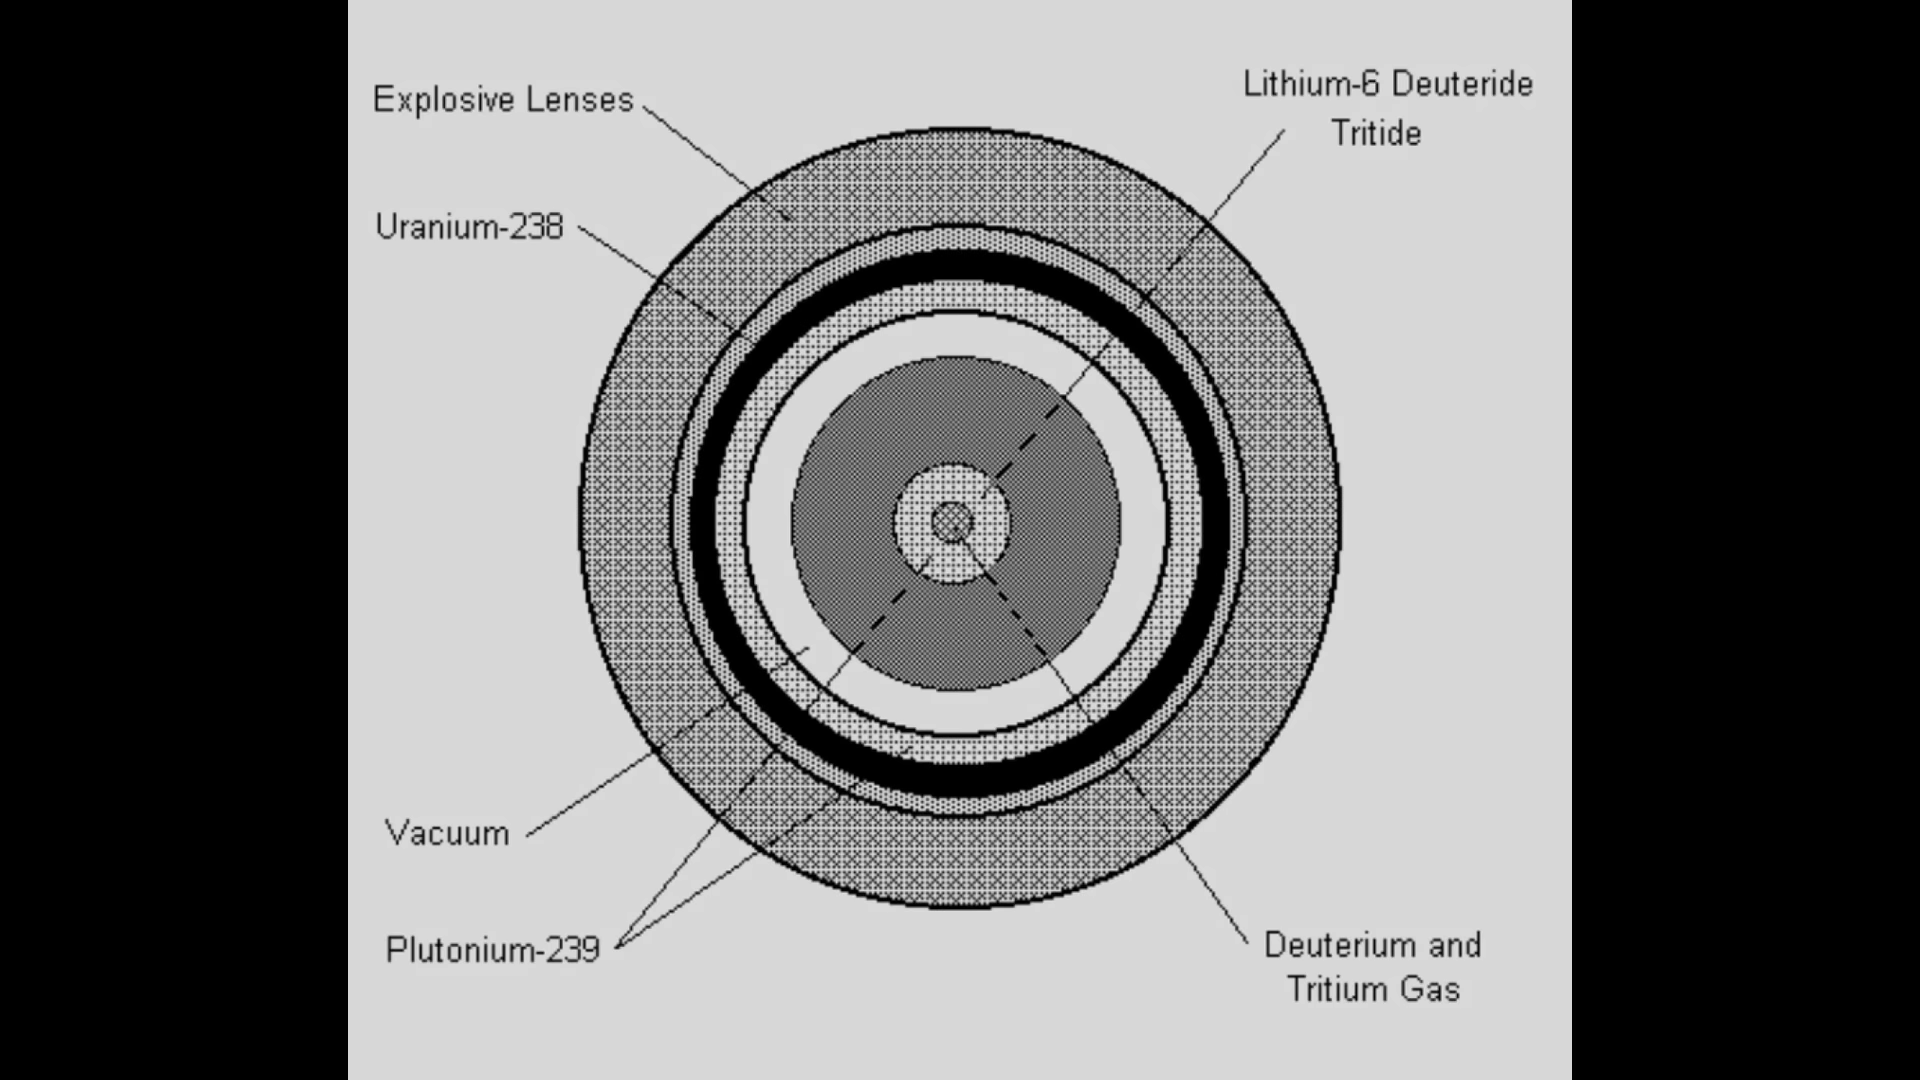 Explosive Lenses
Lithium-6 Deuteride
Tritide
Uranium-238
Vacuum
Plutonium-239
Deuterium and
Tritium Gas